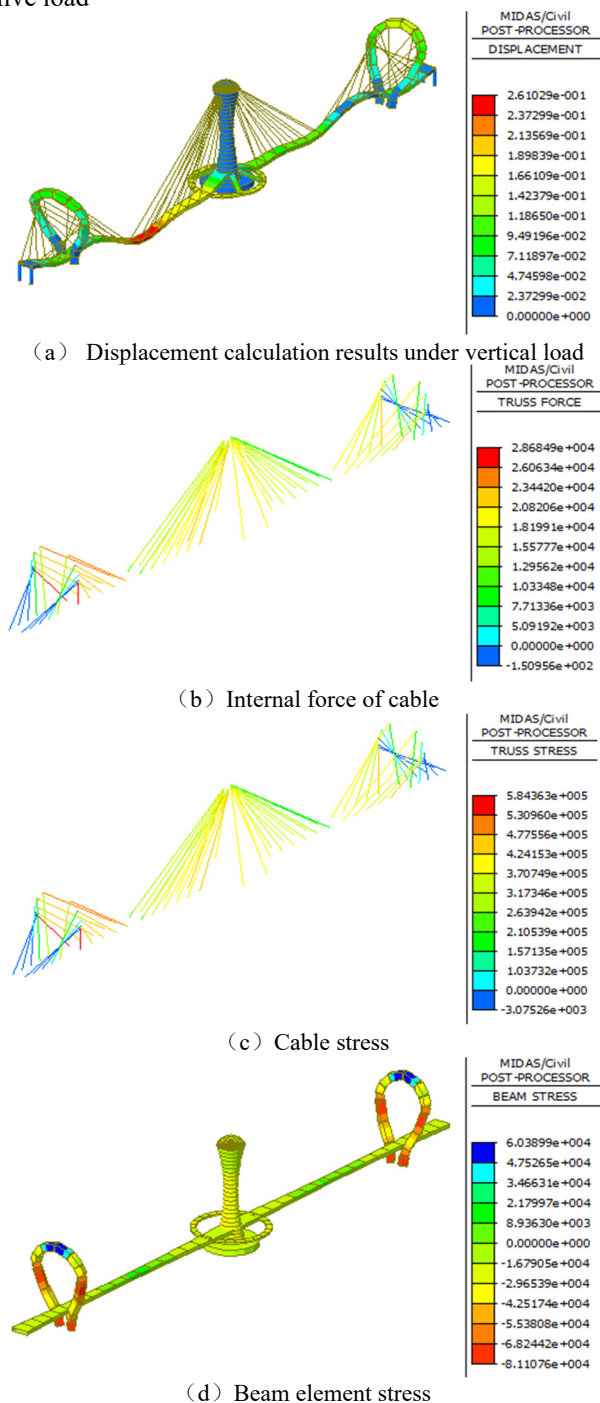 live load
MIDAS/Civil
POST-PROCESSOR
DISPLACEMENT
2.61029e-001
2.37299e-001
2.13569e-001
1.89839e-001
1.66109e-001
1.42379e-001
1.18650e-001
9.49196e-002
7.11897e-002
4.74598e-002
2.37299e-002
0.00000e+000
（a） Displacement calculation results under vertical load
MIDAS/Civil
POST-PROCESSOR
TRUSS FORCE
2.86849e+004
2.60634e+004
2.34420e+004
2.08206e+004
1.81991e+004
1.55777e+004
1.29562e+004
1.03348e+004
7.71336e+003
5.09192e+003
0.00000e+000
-1.50956e+002
（b）Internal force of cable
MIDAS/Civil
POST-PROCESSOR
TRUSS STRESS
5.84363e+005
5.30960e+005
4.77556e+005
4.24153e+005
3.70749e+005
3.17346e+005
2.63942e+005
2.10539e+005
1.57135e+005
1.03732e+005
0.00000e+000
-3.07526e+003
（c）Cable stress
MIDAS/Civil
POST-PROCESSOR
BEAM STRESS
6.03899e+004
4.75265e+004
3.46631e+004
2.17997e+004
8.93630e+003
0.00000e+000
-1.67905e+004
-2.96539e+004
-4.25174e+004
-5.53808e+004
-6.82442e+004
-8.11076e+004
（d）Beam element stress